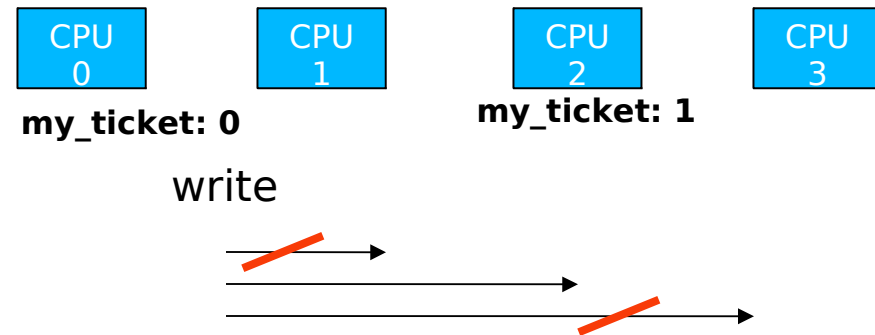 CPU
0
CPU
1
CPU
2
CPU
3
my_ticket: 0
my_ticket: 1
write